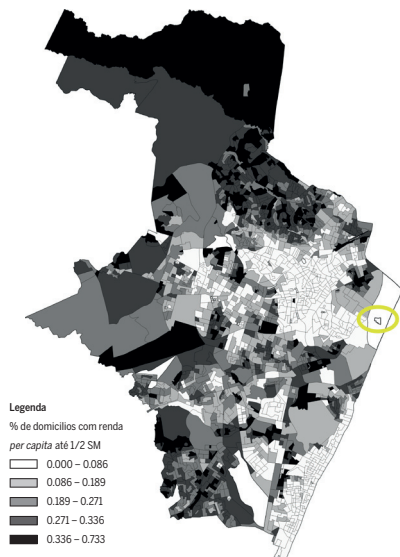 Legenda
% de domicílios com renda
per capita até 1/2 SM
0.000 – 0.086
0.086 – 0.189
0.189 – 0.271
0.271 – 0.336
0.336 – 0.733